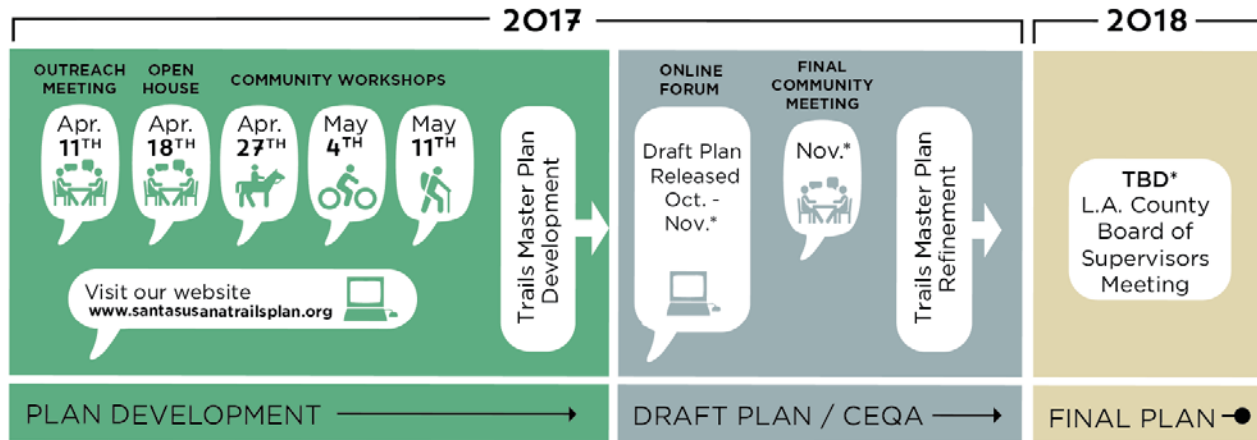 2017
2018
OUTREACH
MEETING
OPEN
HOUSE
COMMUNITY WORKSHOPS
Apr.
11TH
Apr.
18TH
Apr.
27TH
May
4TH
May
11TH
Trails Master Plan
Development
Visit our website
www.santasusanatrailsplan.org
ONLINE
FORUM
FINAL
COMMUNITY
MEETING
Draft Plan
Released
Oct. -
Nov.*
Nov.*
Trails Master Plan
Refinement
TBD*
L.A. County
Board of
Supervisors
Meeting
PLAN DEVELOPMENT
DRAFT PLAN / CEQA
FINAL PLAN